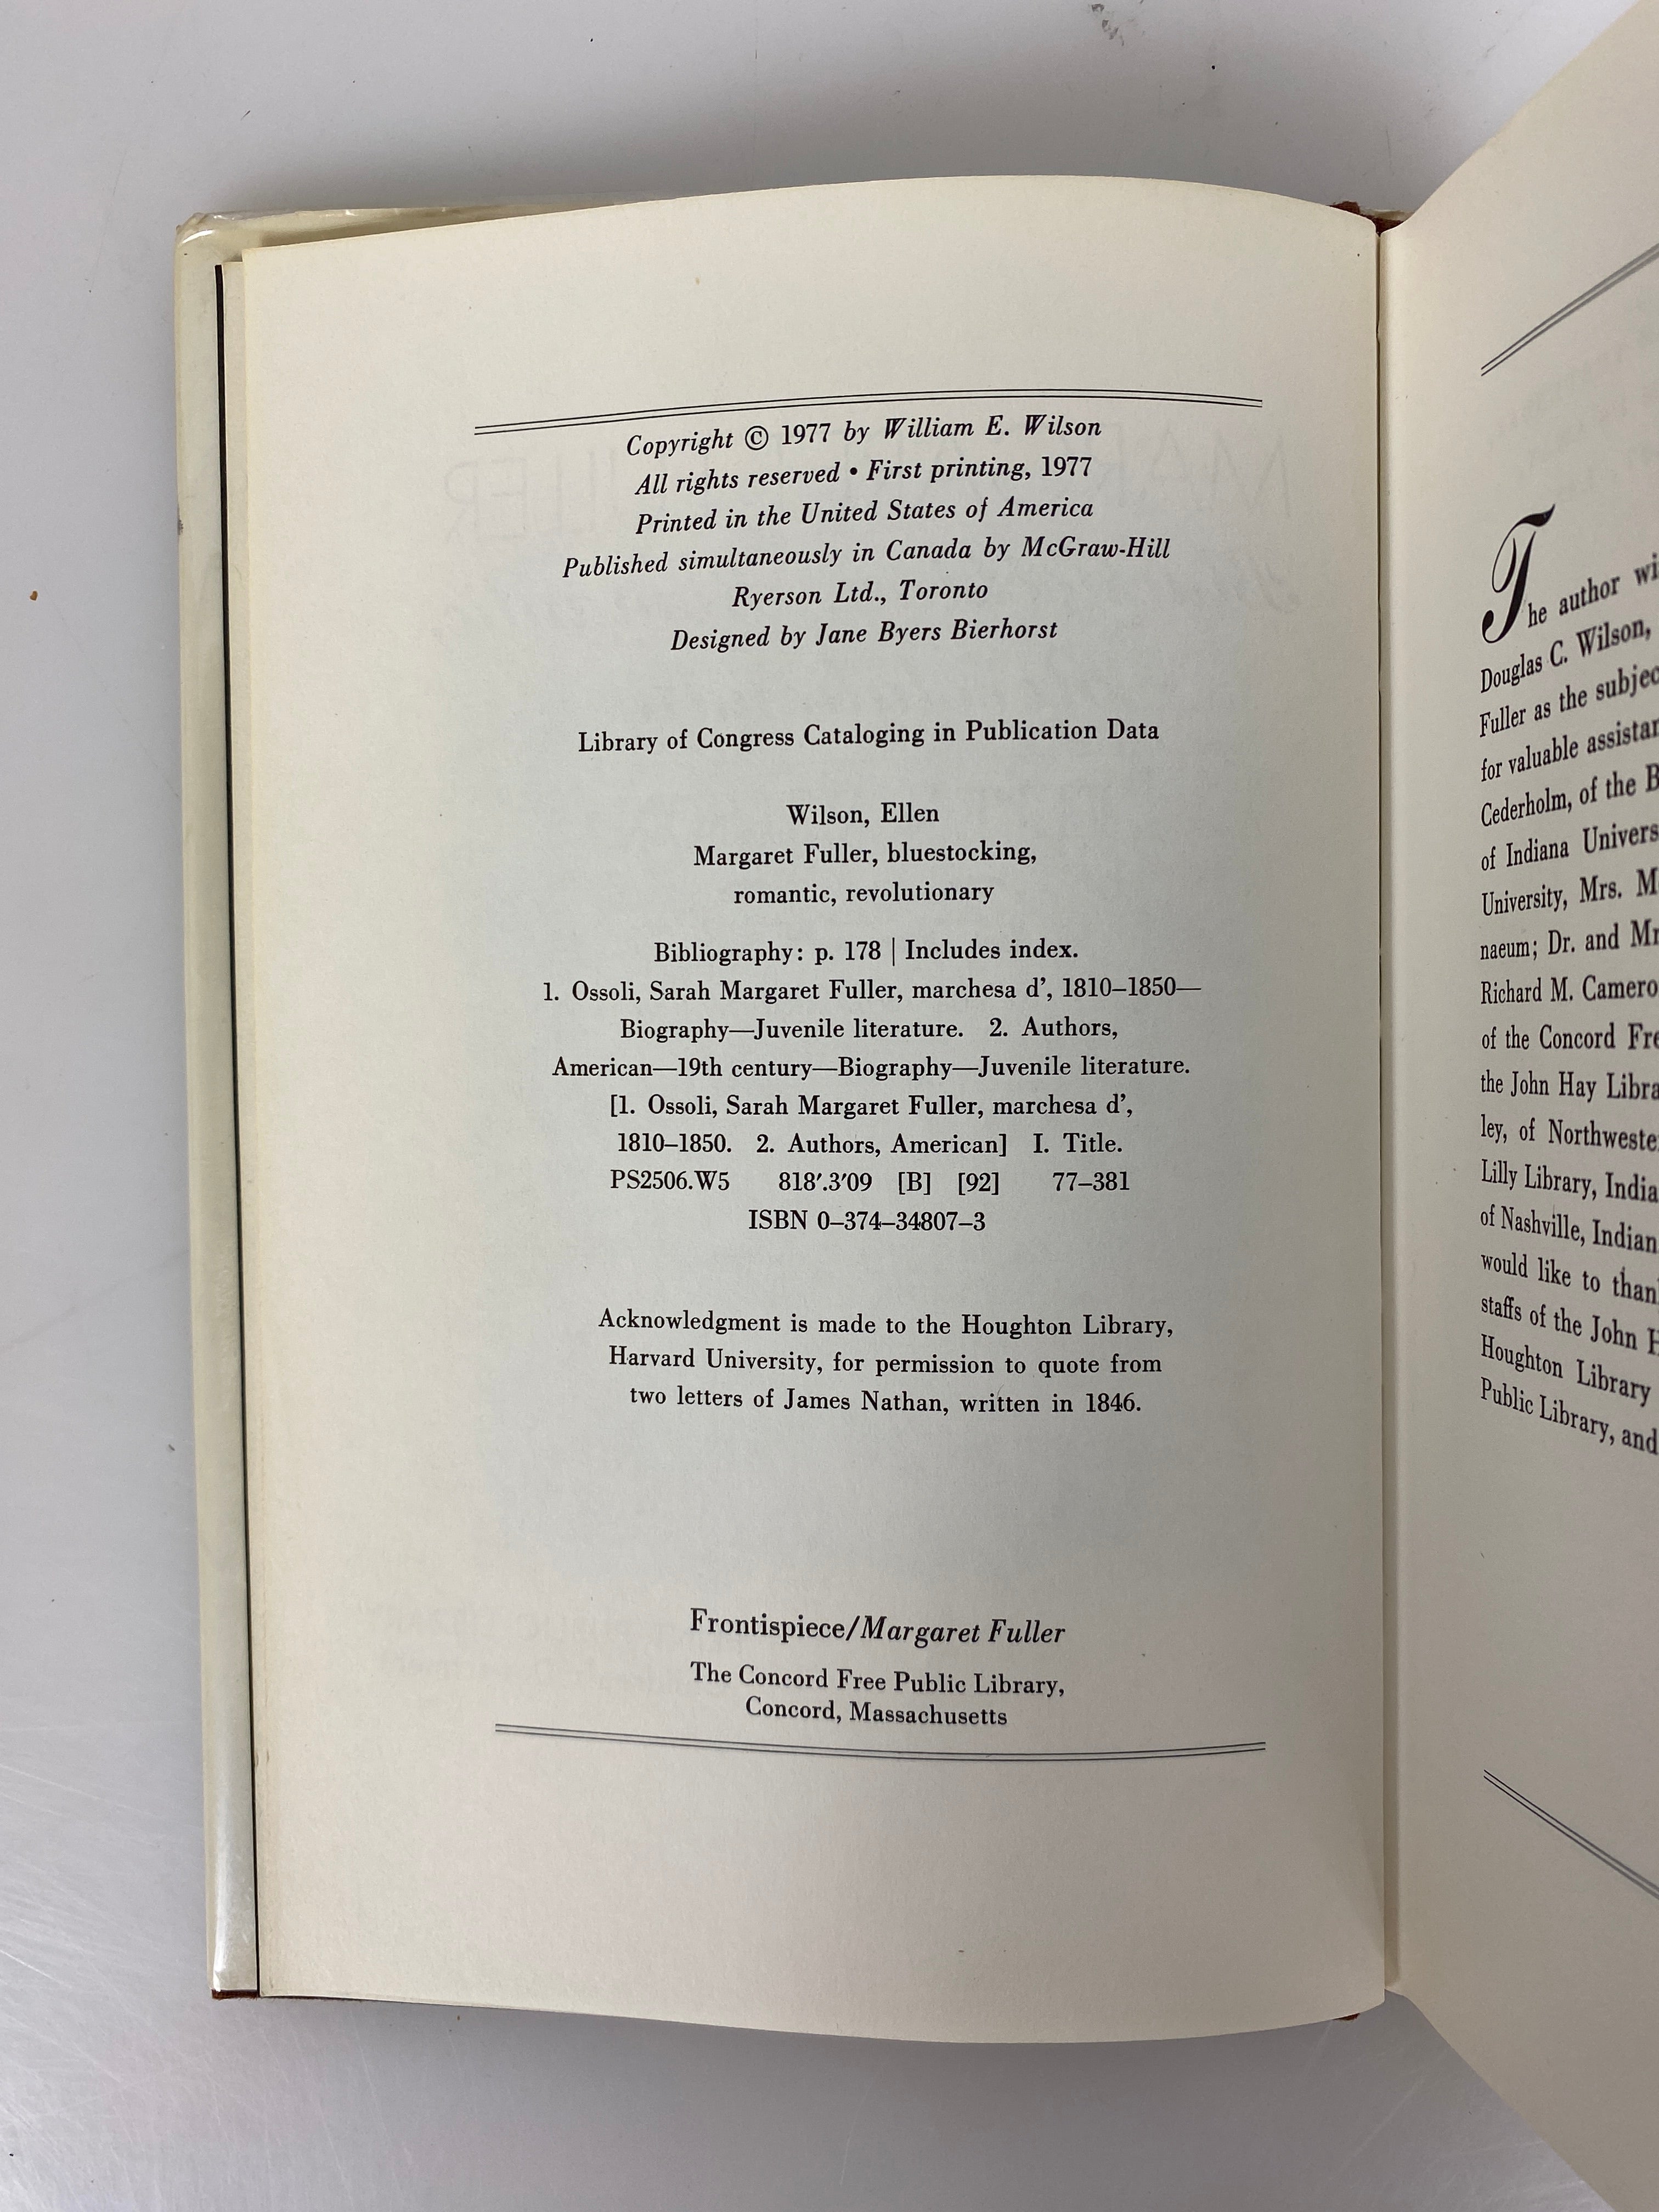 Copyright © 1977 by William E. Wilson
All rights reserved • First printing, 1977
Printed in the United States of America
Published simultaneously in Canada by McGraw-Hill
Ryerson Ltd., Toronto
Designed by Jane Byers Bierhorst
Library of Congress Cataloging in Publication Data
Wilson, Ellen
Margaret Fuller, bluestocking,
romantic, revolutionary
Bibliography: p. 178 | Includes index.
1. Ossoli, Sarah Margaret Fuller, marchesa d', 1810–1850—
Biography—Juvenile literature. 2. Authors,
American—19th century—Biography—Juvenile literature.
[1. Ossoli, Sarah Margaret Fuller, marchesa d',
1810–1850. 2. Authors, American] I. Title.
PS2506.W5 818'.3'09 [B] [92] 77–381
ISBN 0–374–34807–3
Acknowledgment is made to the Houghton Library,
Harvard University, for permission to quote from
two letters of James Nathan, written in 1846.
Frontispiece/Margaret Fuller
The Concord Free Public Library,
Concord, Massachusetts
The author
Douglas C. Wilson,
Fuller as the
for valuable
Cederholm, of the
of Indiana
University, Mrs.
naeum; Dr. and
Richard M.
of the Concord
the John Hay
ley, of
Lilly Library,
of Nashville,
would like to
staffs of the John
Houghton Library
Public Library, and